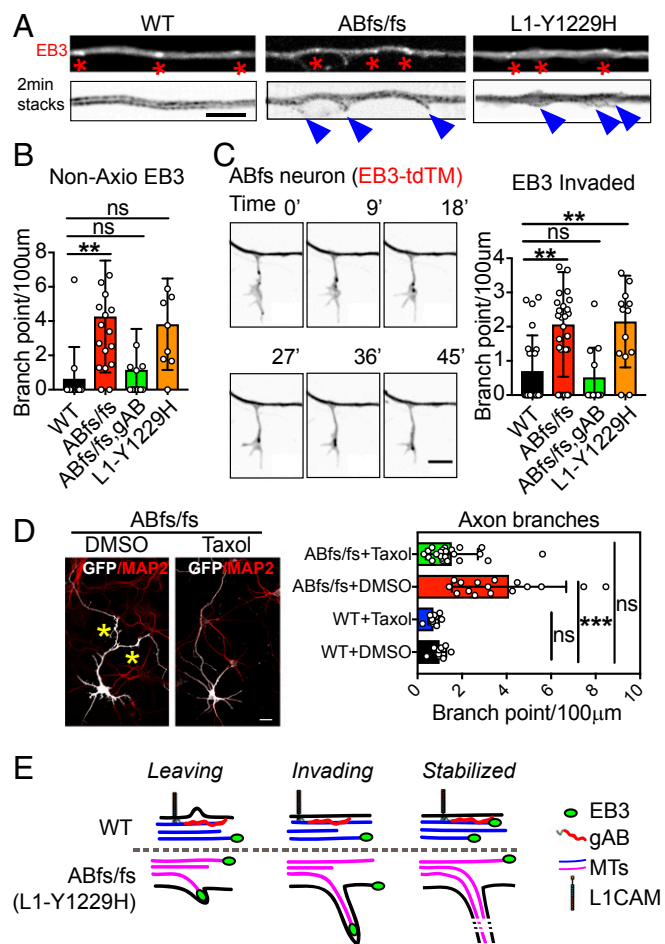 A
WT
ABfs/fs
L1-Y1229H
EB3
* * *
* * *
* * *
2min
stacks
B
Non-Axio EB3
ns
ns
**
Branch point/100um
8
6
4
2
0
WT
ABfs/fs
ABfs/fs,gAB
L1-Y1229H
C
ABfs neuron (EB3-tdTM)
Time 0' 9' 18'
27' 36' 45'
EB3 Invaded
**
ns
**
Branch point/100um
5
4
3
2
1
0
WT
ABfs/fs
ABfs/fs,gAB
L1-Y1229H
D
ABfs/fs
DMSO
Taxol
GFP/MAP2
GFP/MAP2
*
*
Axon branches
ABfs/fs+Taxol
ABfs/fs+DMSO
WT+Taxol
WT+DMSO
ns
***
ns
0 2 4 6 8 10
Branch point/100μm
E
Leaving
Invading
Stabilized
WT
ABfs/fs
(L1-Y1229H)
EB3
gAB
MTs
L1CAM